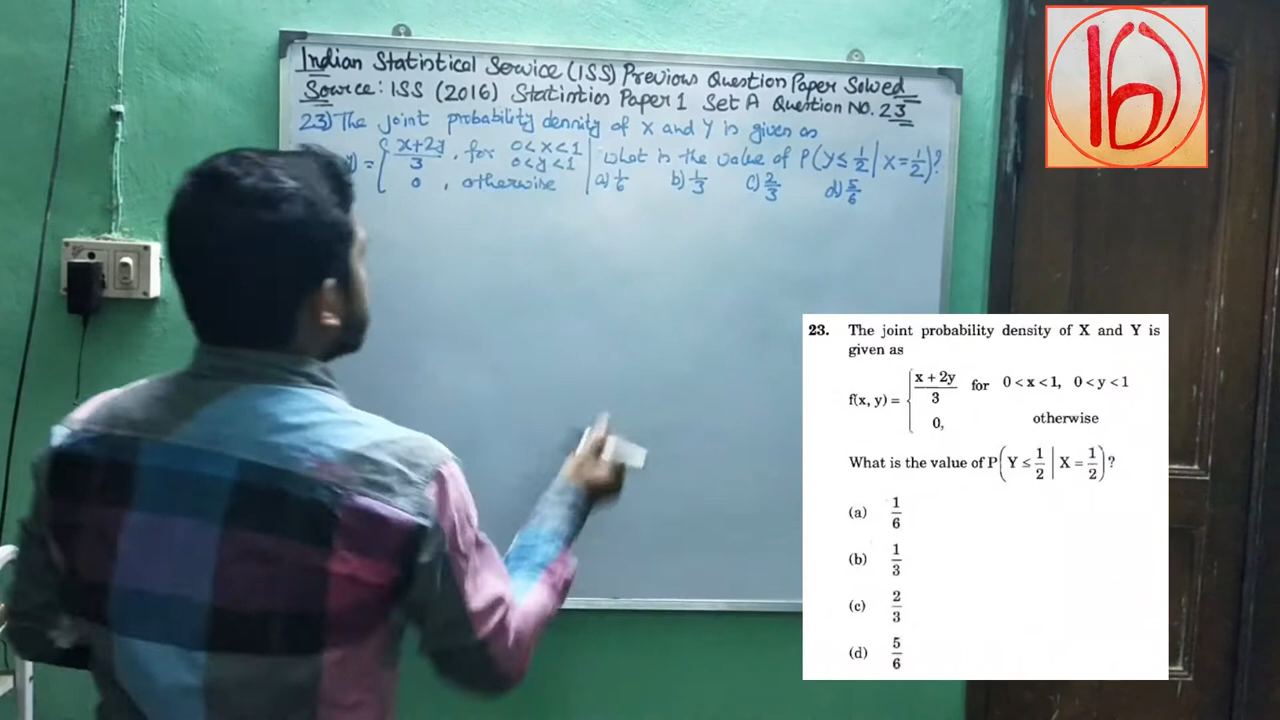 Indian Statistical Service (ISS) Previous Question Paper Solved
Source: ISS (2016) Statistics Paper 1 Set A Question NO. 23
23) The joint probability density of X and Y is given as
y) = { x+2y/3 , for 0<x<1 0<y<1 What is the value of P(Y≤1/2 | X=1/2)?
0 , otherwise a) 1/6 b) 1/3 c) 2/3 d) 5/6
23. The joint probability density of X and Y is
given as
f(x, y) = { x + 2y / 3 for 0 < x < 1, 0 < y < 1
0, otherwise
What is the value of P(Y ≤ 1/2 | X = 1/2)?
(a) 1/6
(b) 1/3
(c) 2/3
(d) 5/6